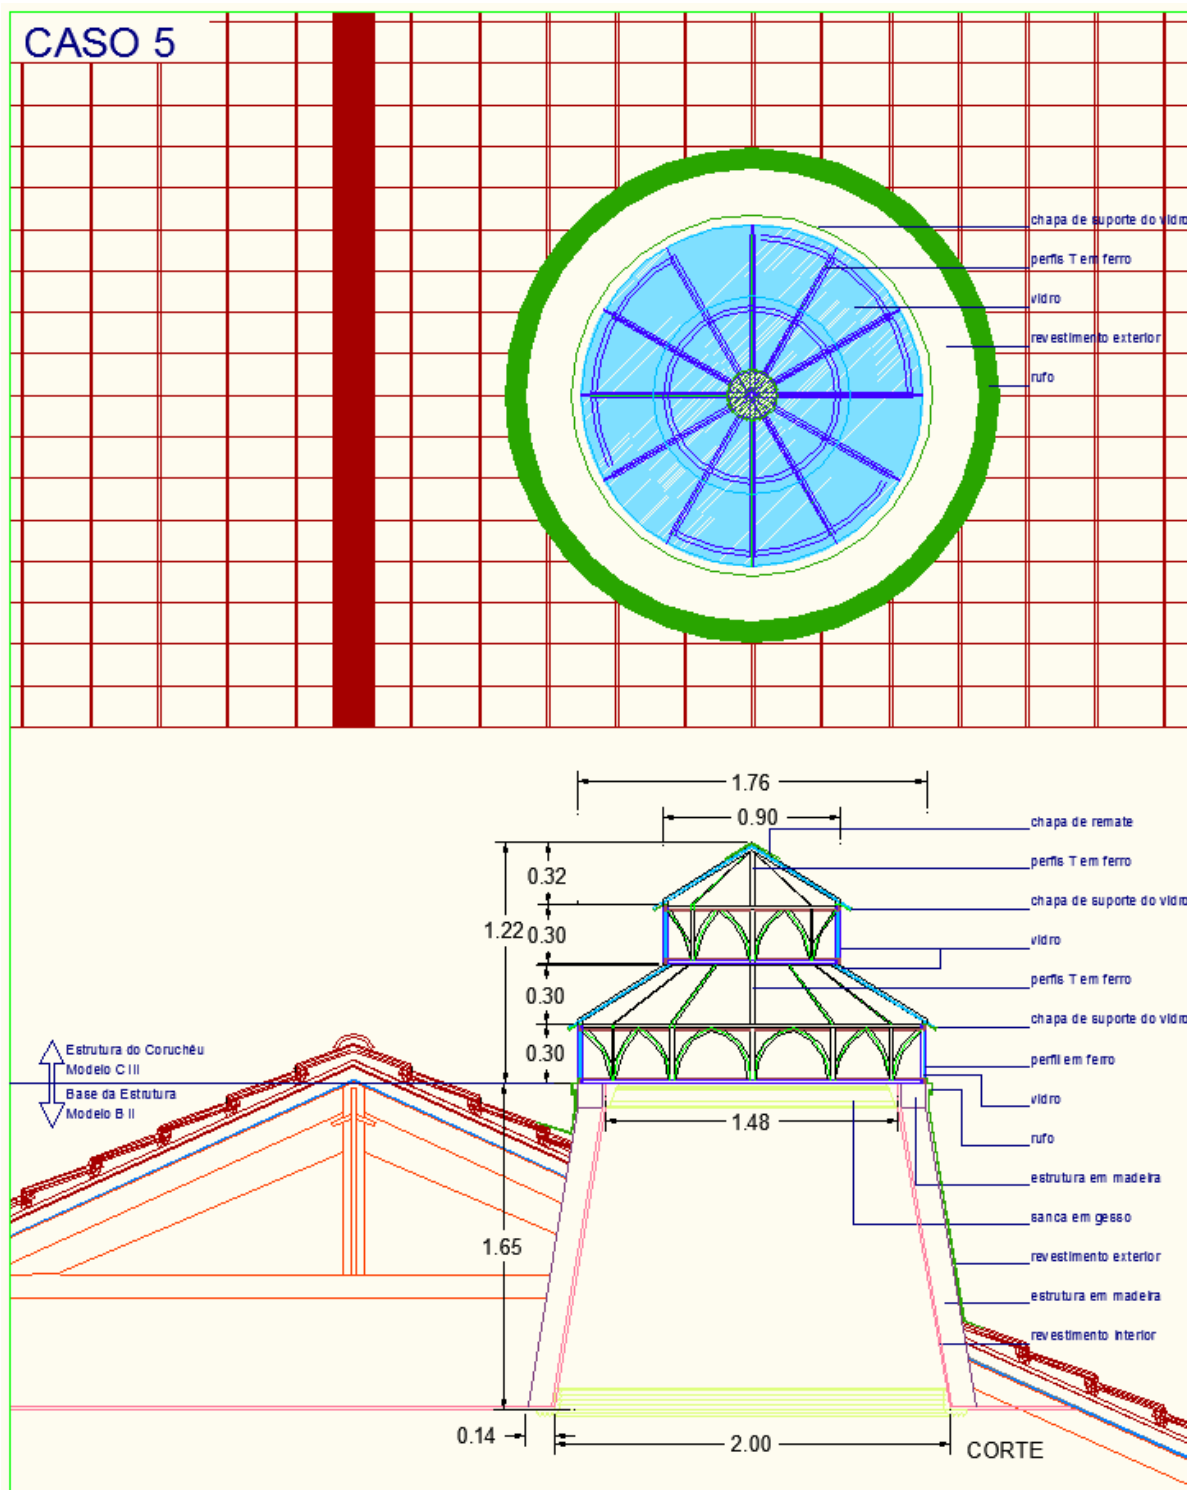 CASO 5
chapa de suporte do vidro
perfis T em ferro
vidro
revestimento exterior
rufo
1.76
0.90
chapa de remate
perfis T em ferro
0.32
chapa de suporte do vidro
1.22
0.30
vidro
perfis T em ferro
0.30
chapa de suporte do vidro
0.30
Estrutura do Coruchéu
Modelo C III
perfil em ferro
Base da Estrutura
Modelo B II
vidro
1.48
rufo
estrutura em madeira
sanca em gesso
1.65
revestimento exterior
estrutura em madeira
revestimento interior
0.14
2.00
CORTE